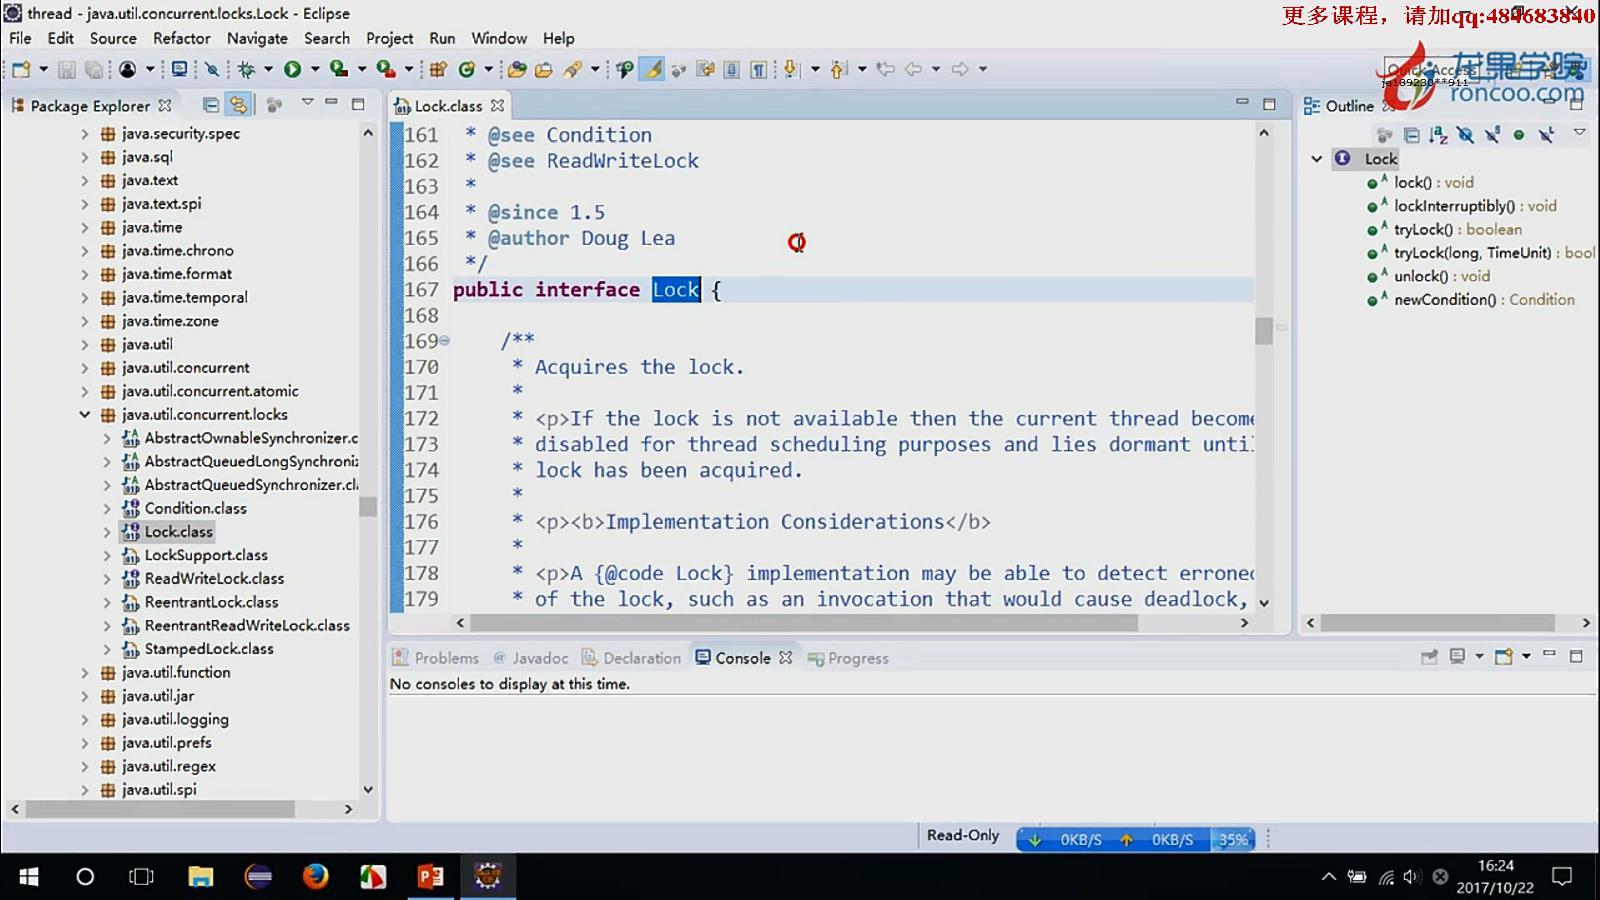 thread - java.util.concurrent.locks.Lock - Eclipse
更多课程，请加qq:484683840
File Edit Source Refactor Navigate Search Project Run Window Help
Quick Access
龙果学院
roncoo.com
Package Explorer
java.security.spec
java.sql
java.text
java.text.spi
java.time
java.time.chrono
java.time.format
java.time.temporal
java.time.zone
java.util
java.util.concurrent
java.util.concurrent.atomic
java.util.concurrent.locks
AbstractOwnableSynchronizer.c
AbstractQueuedLongSynchroni
AbstractQueuedSynchronizer.cl
Condition.class
Lock.class
LockSupport.class
ReadWriteLock.class
ReentrantLock.class
ReentrantReadWriteLock.class
StampedLock.class
java.util.function
java.util.jar
java.util.logging
java.util.prefs
java.util.regex
java.util.spi
Lock.class
161 * @see Condition
162 * @see ReadWriteLock
163 *
164 * @since 1.5
165 * @author Doug Lea
166 */
167 public interface Lock {
168
169 /**
170 * Acquires the lock.
171 *
172 * <p>If the lock is not available then the current thread become
173 * disabled for thread scheduling purposes and lies dormant until
174 * lock has been acquired.
175 *
176 * <p><b>Implementation Considerations</b>
177 *
178 * <p>A {@code Lock} implementation may be able to detect errone
179 * of the lock, such as an invocation that would cause deadlock,
Outline
Lock
lock() : void
lockInterruptibly() : void
tryLock() : boolean
tryLock(long, TimeUnit) : bool
unlock() : void
newCondition() : Condition
Problems @ Javadoc Declaration Console Progress
No consoles to display at this time.
Read-Only 0KB/S 0KB/S 35%
16:24
2017/10/22